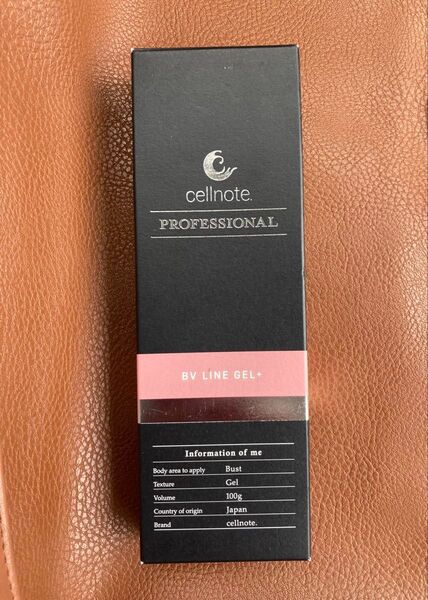 cellnote.
PROFESSIONAL
BV LINE GEL+
Information of me
Body area to apply Bust
Texture Gel
Volume 100g
Country of origin Japan
Brand cellnote.